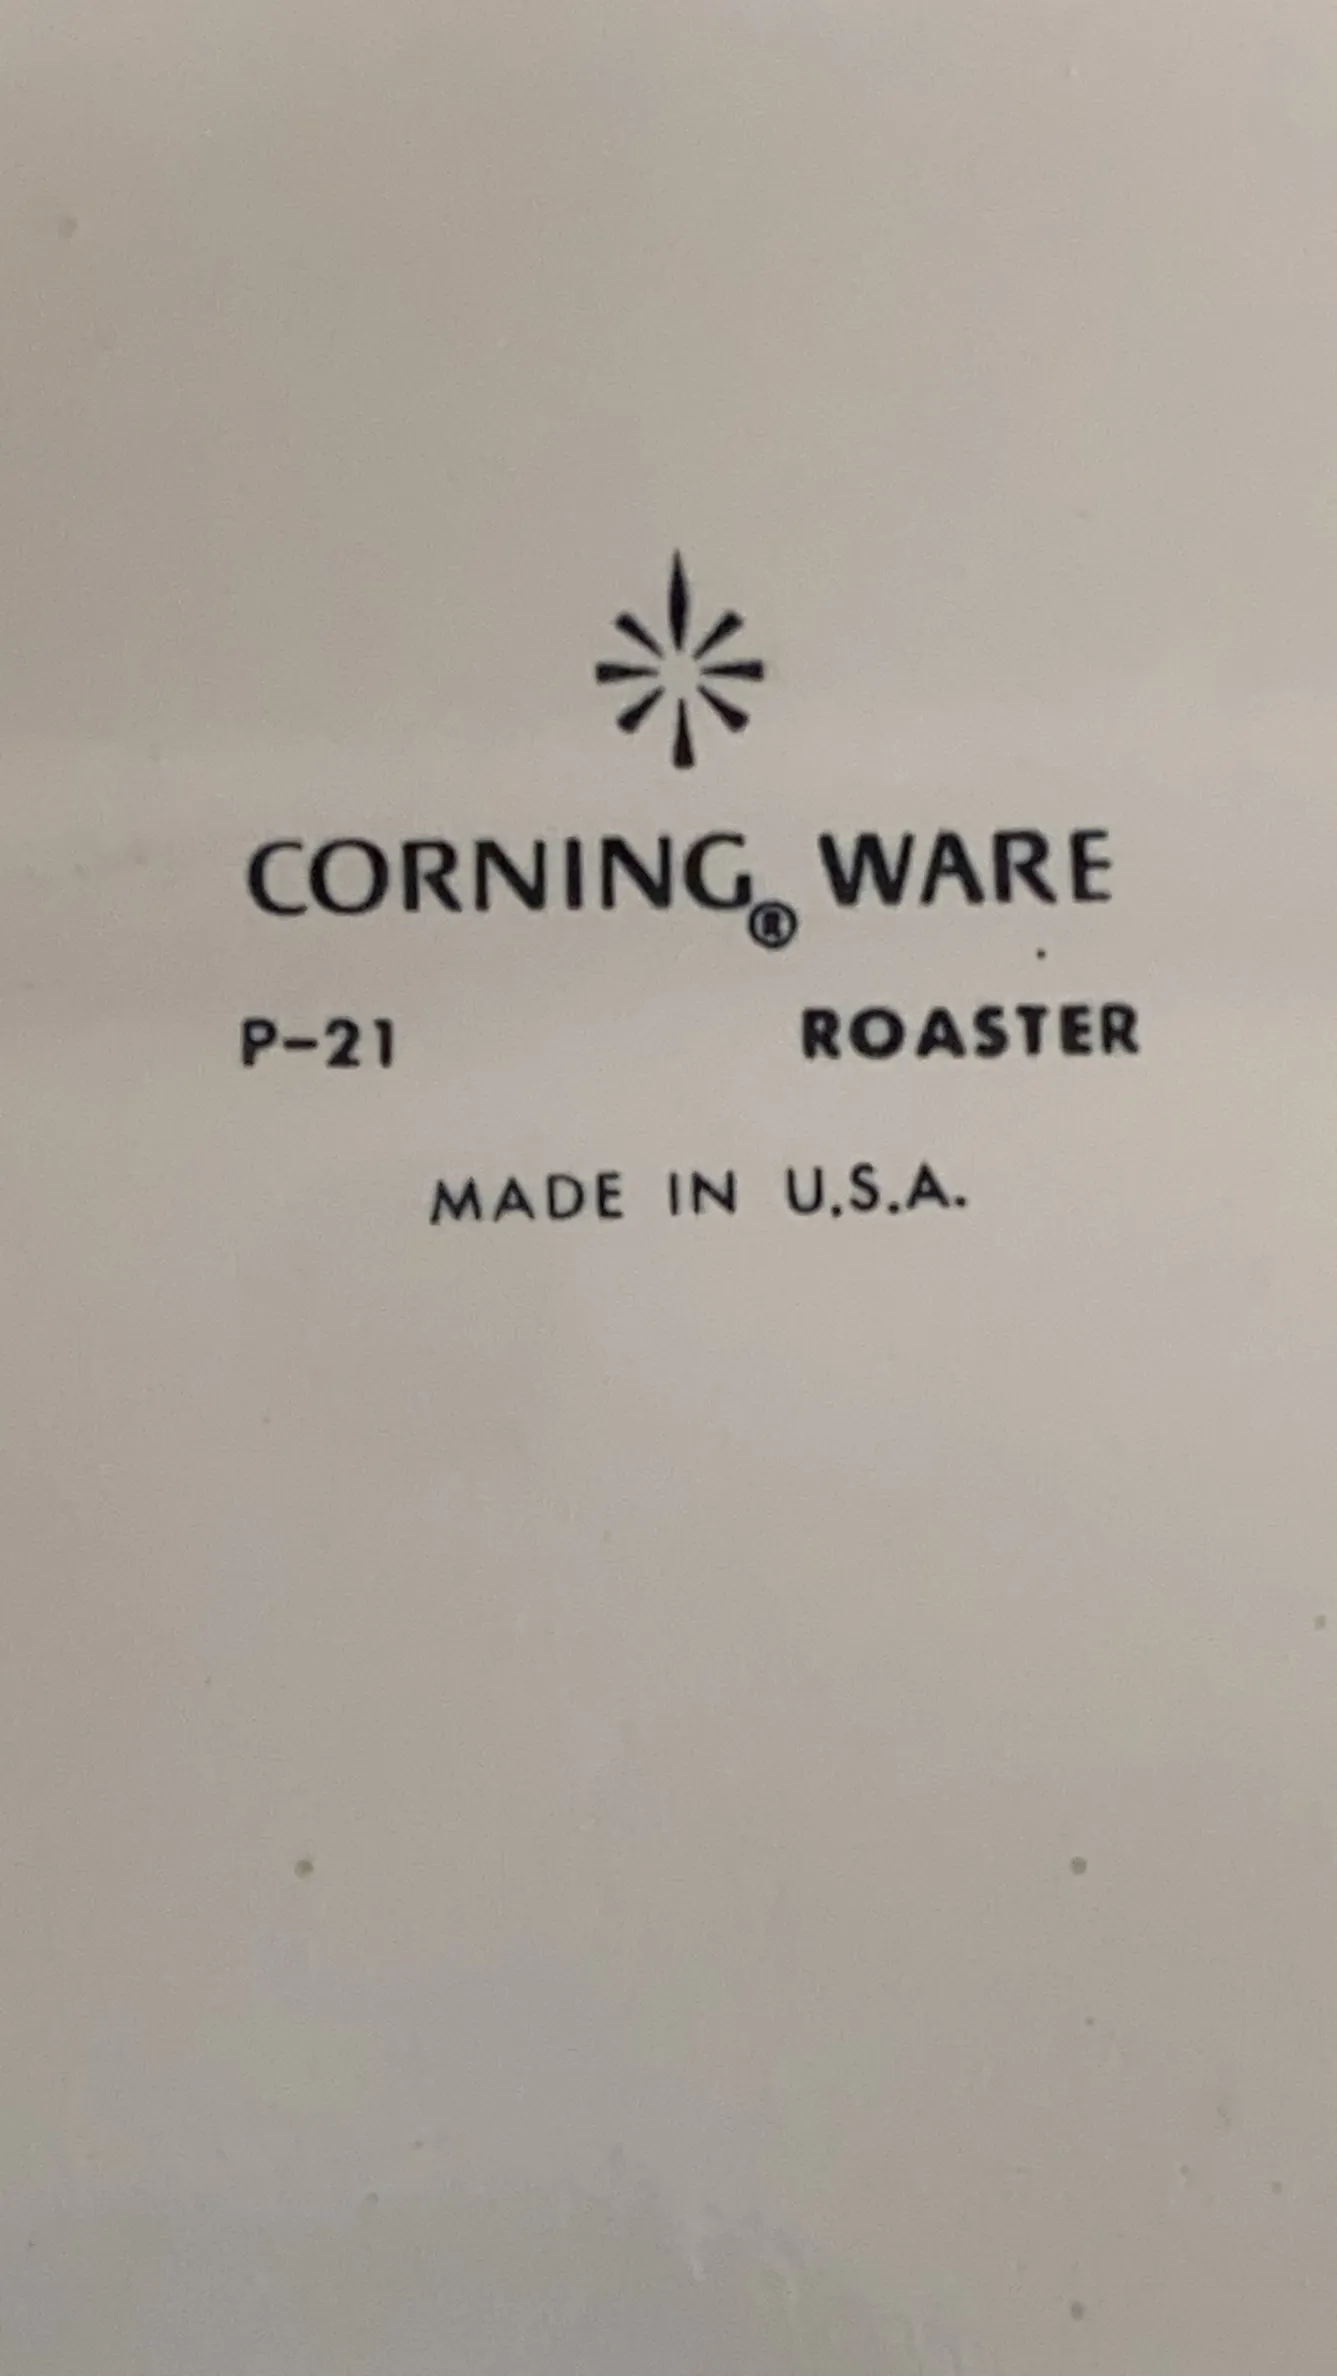 CORNING® WARE
P-21 ROASTER
MADE IN U.S.A.